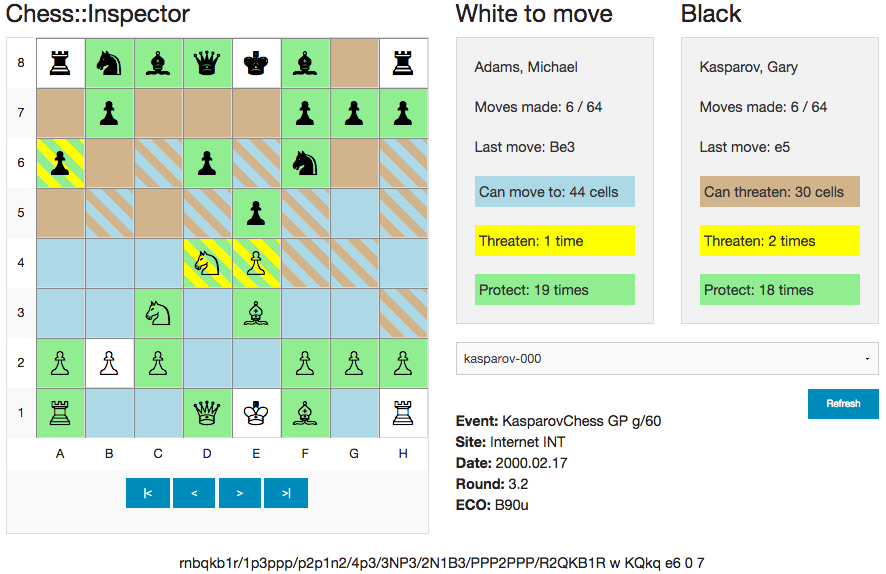 Chess::Inspector
White to move
Black
8
7
6
5
4
3
2
1
A B C D E F G H
|< < > >|
Adams, Michael
Moves made: 6 / 64
Last move: Be3
Can move to: 44 cells
Threaten: 1 time
Protect: 19 times
Kasparov, Gary
Moves made: 6 / 64
Last move: e5
Can threaten: 30 cells
Threaten: 2 times
Protect: 18 times
kasparov-000
Refresh
Event: KasparovChess GP g/60
Site: Internet INT
Date: 2000.02.17
Round: 3.2
ECO: B90u
rnbqkb1r/1p3ppp/p2p1n2/4p3/3NP3/2N1B3/PPP2PPP/R2QKB1R w KQkq e6 0 7